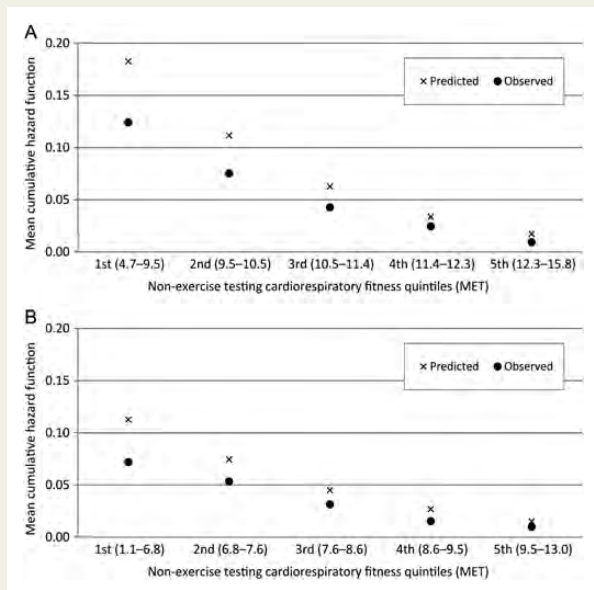 A
Mean cumulative hazard function
0.20
0.15
0.10
0.05
0.00
× Predicted ● Observed
1st (4.7–9.5) 2nd (9.5–10.5) 3rd (10.5–11.4) 4th (11.4–12.3) 5th (12.3–15.8)
Non-exercise testing cardiorespiratory fitness quintiles (MET)
B
Mean cumulative hazard function
0.20
0.15
0.10
0.05
0.00
× Predicted ● Observed
1st (1.1–6.8) 2nd (6.8–7.6) 3rd (7.6–8.6) 4th (8.6–9.5) 5th (9.5–13.0)
Non-exercise testing cardiorespiratory fitness quintiles (MET)